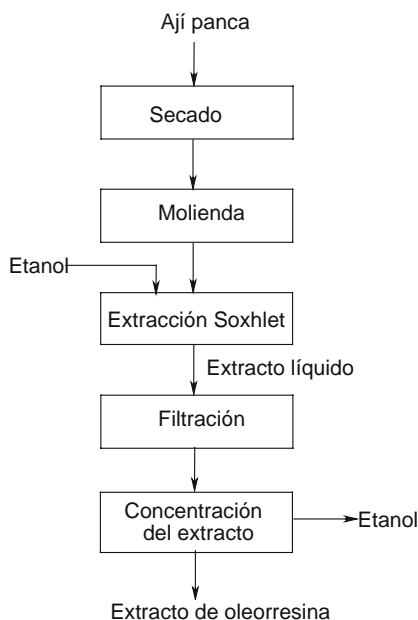 Ají panca
Secado
Molienda
Etanol
Extracción Soxhlet
Extracto líquido
Filtración
Concentración
del extracto
Etanol
Extracto de oleorresina